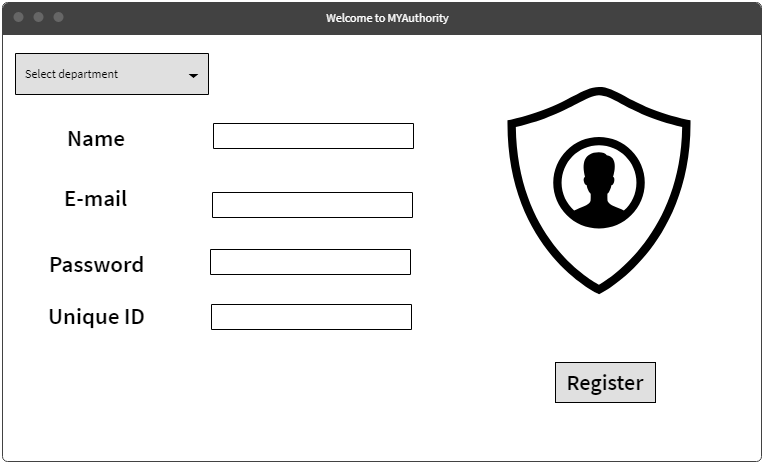 Welcome to MYAuthority
Select department
Name
E-mail
Password
Unique ID
Register